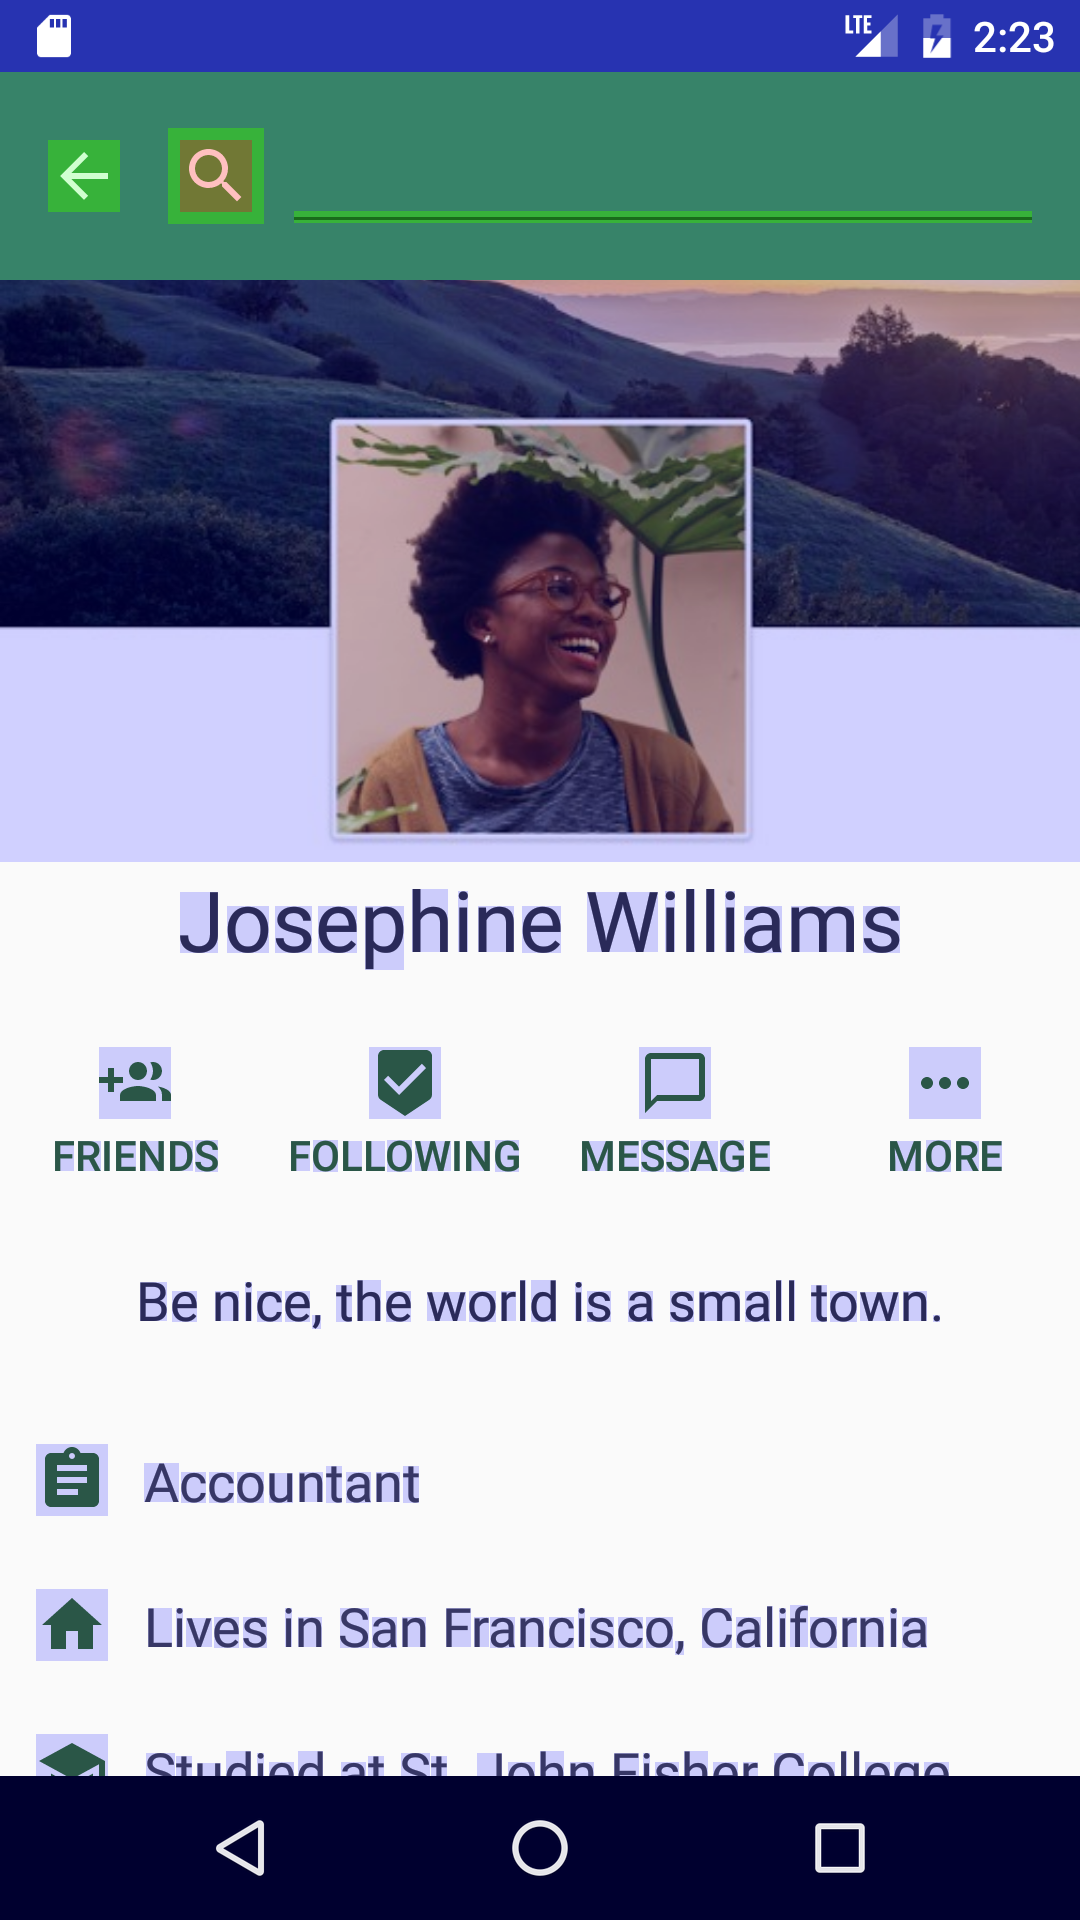 LTE 2:23
Josephine Williams
FRIENDS FOLLOWING MESSAGE MORE
Be nice, the world is a small town.
Accountant
Lives in San Francisco, California
Studied at St. John Fisher College